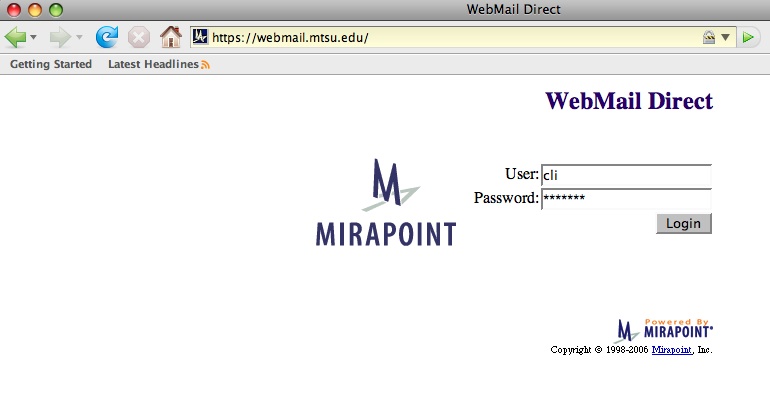 WebMail Direct
https://webmail.mtsu.edu/
Getting Started Latest Headlines
WebMail Direct
User: cli
Password: *******
Login
MIRAPOINT
Powered By
MIRAPOINT
Copyright © 1998-2006 Mirapoint, Inc.